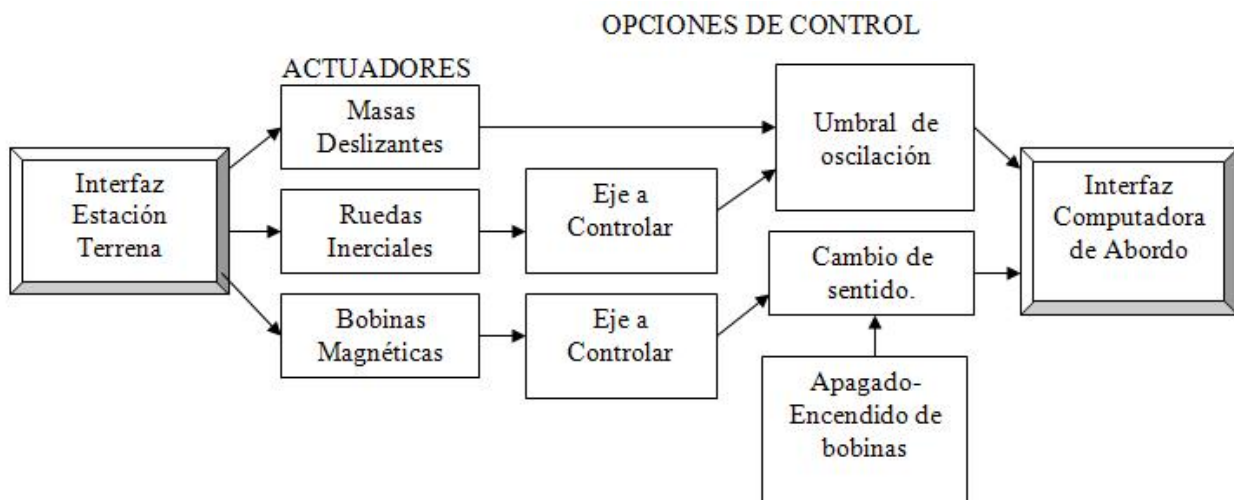 OPCIONES DE CONTROL
ACTUADORES
Masas
Deslizantes
Umbral de
oscilación
Interfaz
Estación
Terrena
Ruedas
Inerciales
Eje a
Controlar
Interfaz
Computadora
de Abordo
Cambio de
sentido.
Bobinas
Magnéticas
Eje a
Controlar
Apagado-
Encendido de
bobinas